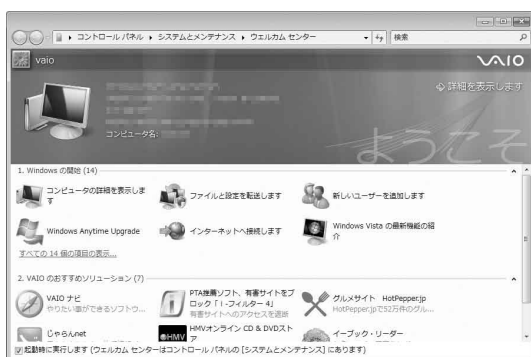 コントロール パネル ▸ システムとメンテナンス ▸ ウェルカム センター
検索
vaio
VAIO
詳細を表示します
コンピュータ名:
ようこそ
1. Windows の開始 (14)
コンピュータの詳細を表示しま
す
ファイルと設定を転送します
新しいユーザーを追加します
Windows Anytime Upgrade
インターネットへ接続します
Windows Vista の最新機能の紹
介
すべての 14 個の項目の表示...
2. VAIO のおすすめソリューション (7)
VAIO ナビ
やりたい事ができるソフトウ...
PTA推薦ソフト、有害サイトをブ
ロック「i -フィルター 4」
有害サイトへのアクセスを遮断
グルメサイト HotPepper.jp
HotPepper.jpで52万件のグル...
じゃらんnet
HMV
HMVオンライン CD & DVDスト
ア
イーブック・リーダー
起動時に実行します (ウェルカム センターはコントロール パネルの [システムとメンテナンス] にあります)